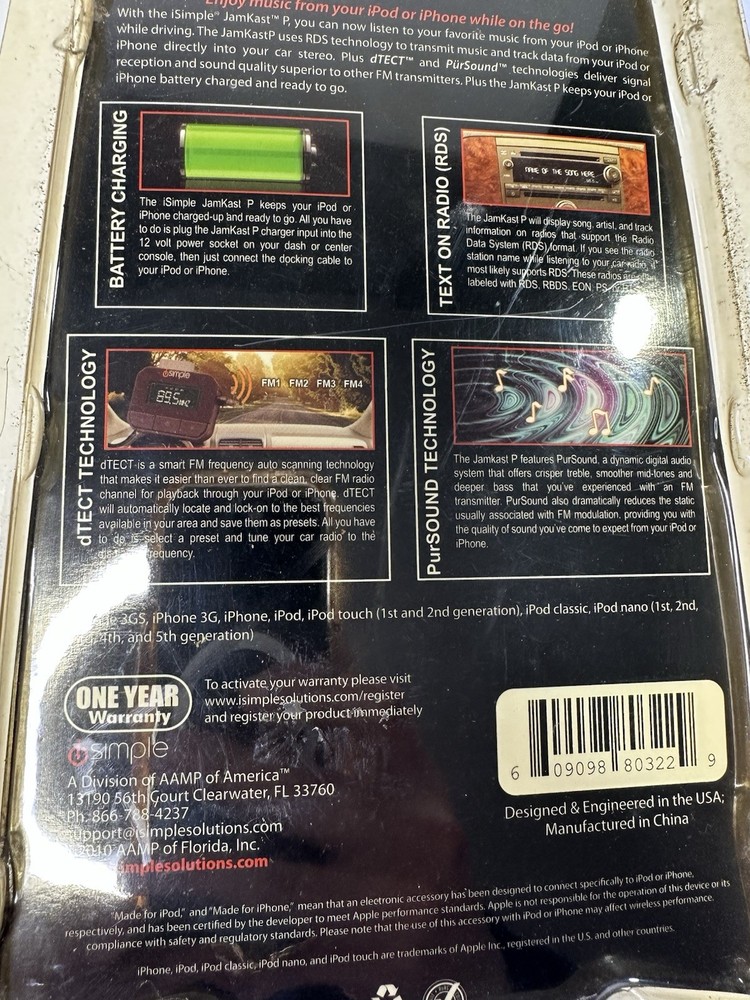 Enjoy music from your iPod or iPhone while on the go!
With the iSimple™ JamKast™ P, you can now listen to your favorite music from your iPod or iPhone
while driving. The JamKastP uses RDS technology to transmit music and track data from your iPod or
iPhone directly into your car stereo. Plus dTECT™ and PürSound™ technologies deliver signal
reception and sound quality superior to other FM transmitters. Plus the JamKast P keeps your iPod or
iPhone battery charged and ready to go.
BATTERY CHARGING
The iSimple JamKast P keeps your iPod or
iPhone charged-up and ready to go. All you have
to do is plug the JamKast P charger input into the
12 volt power socket on your dash or center
console, then just connect the docking cable to
your iPod or iPhone.
TEXT ON RADIO (RDS)
NAME OF THE SONG HERE
The JamKast P will display song, artist, and track
information on radios that support the Radio
Data System (RDS) format. If you see the radio
station name while listening to your car radio, it
most likely supports RDS. These radios are often
labeled with RDS, RBDS, EON, PS,
dTECT TECHNOLOGY
isimple
89.5
FM1 FM2 FM3 FM4
dTECT is a smart FM frequency auto scanning technology
that makes it easier than ever to find a clean, clear FM radio
channel for playback through your iPod or iPhone. dTECT
will automatically locate and lock-on to the best frequencies
available in your area and save them as presets. All you have
to do is select a preset and tune your car radio to the
frequency.
PurSOUND TECHNOLOGY
The Jamkast P features PurSound, a dynamic digital audio
system that offers crisper treble, smoother mid-tones and
deeper bass that you've experienced with an FM
transmitter. PurSound also dramatically reduces the static
usually associated with FM modulation, providing you with
the quality of sound you've come to expect from your iPod or
iPhone.
3GS, iPhone 3G, iPhone, iPod, iPod touch (1st and 2nd generation), iPod classic, iPod nano (1st, 2nd,
4th, and 5th generation)
ONE YEAR
Warranty
To activate your warranty please visit
www.isimplesolutions.com/register
and register your product immediately
isimple
A Division of AAMP of America™
13190 56th Court Clearwater, FL 33760
Ph. 866-788-4237
support@isimplesolutions.com
2010 AAMP of Florida, Inc.
implesolutions.com
6 09098 80322 9
Designed & Engineered in the USA;
Manufactured in China
"Made for iPod," and "Made for iPhone," mean that an electronic accessory has been designed to connect specifically to iPod or iPhone,
respectively, and has been certified by the developer to meet Apple performance standards. Apple is not responsible for the operation of this device or its
compliance with safety and regulatory standards. Please note that the use of this accessory with iPod or iPhone may affect wireless performance.
iPhone, iPod, iPod classic, iPod nano, and iPod touch are trademarks of Apple Inc., registered in the U.S. and other countries.